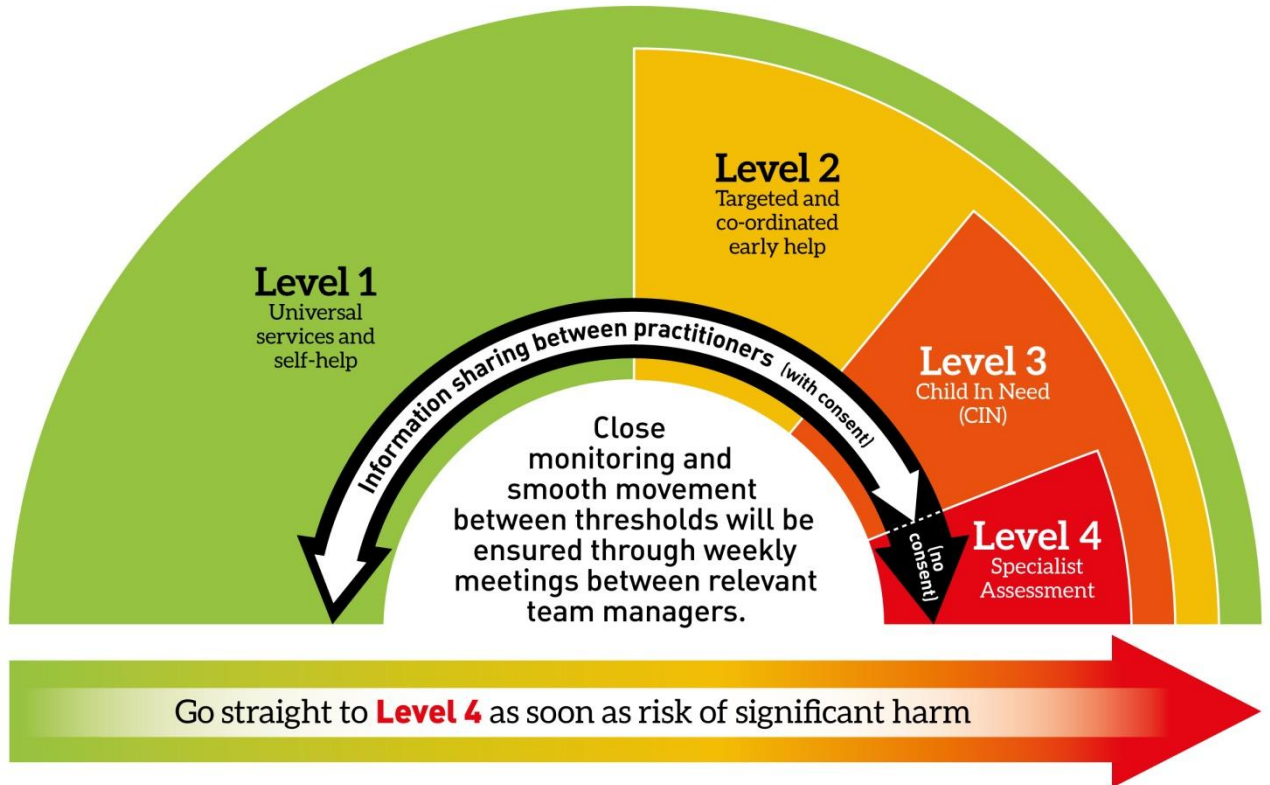 Level 1
Universal
services and
self-help
Level 2
Targeted and
co-ordinated
early help
Level 3
Child In Need
(CIN)
Level 4
Specialist
Assessment
Information sharing between practitioners (with consent)
(no
consent)
Close
monitoring and
smooth movement
between thresholds will be
ensured through weekly
meetings between relevant
team managers.
Go straight to Level 4 as soon as risk of significant harm